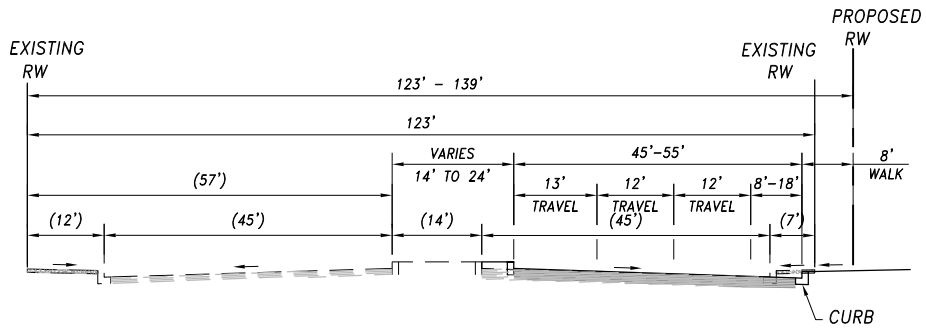 PROPOSED
RW
EXISTING
RW
EXISTING
RW
123' - 139'
123'
VARIES
14' TO 24'
45'-55'
8'
WALK
(57')
13'
TRAVEL
12'
TRAVEL
12'
TRAVEL
8'-18'
(12')
(45')
(14')
(45')
(7')
CURB